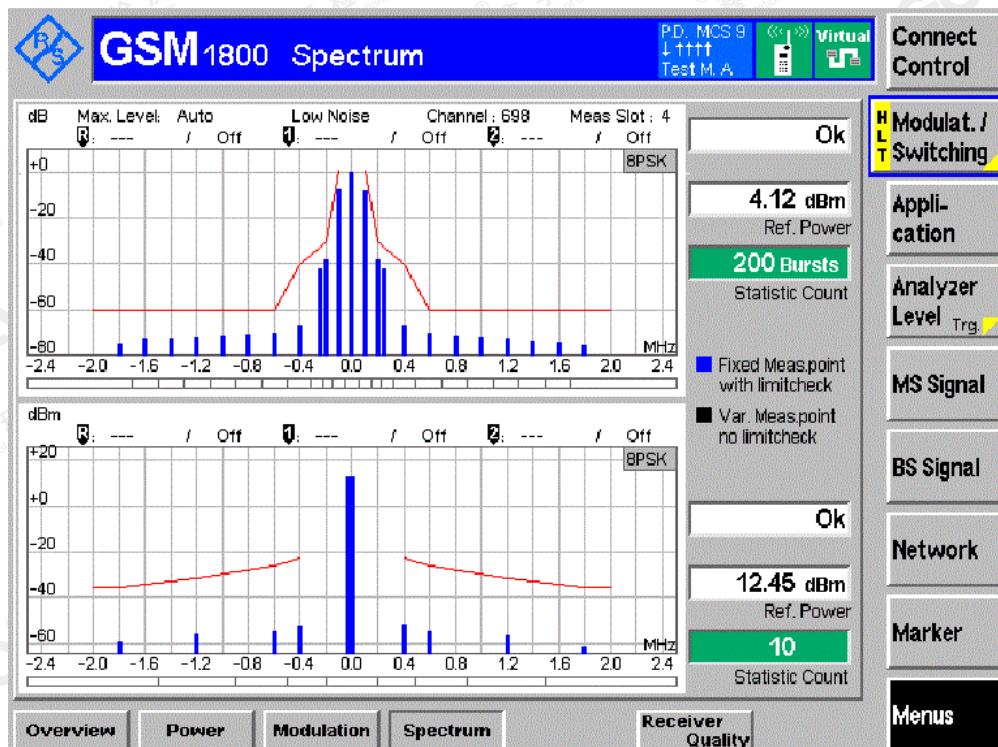 R/S
GSM 1800 Spectrum
P.D. MCS 9
↓ ↑↑↑↑
Test M. A
Virtual
Connect Control
dB Max. Level: Auto Low Noise Channel : 698 Meas Slot : 4
R: --- / Off 1: --- / Off 2: --- / Off
8PSK
+0
-20
-40
-60
-80
MHz
-2.4 -2.0 -1.6 -1.2 -0.8 -0.4 0.0 0.4 0.8 1.2 1.6 2.0 2.4
Ok
4.12 dBm
Ref. Power
200 Bursts
Statistic Count
Fixed Meas.point
with limitcheck
Var. Meas.point
no limitcheck
dBm
R: --- / Off 1: --- / Off 2: --- / Off
8PSK
+20
+0
-20
-40
-60
MHz
-2.4 -2.0 -1.6 -1.2 -0.8 -0.4 0.0 0.4 0.8 1.2 1.6 2.0 2.4
Ok
12.45 dBm
Ref. Power
10
Statistic Count
HLT
Modulat. /
Switching
Appli-
cation
Analyzer
Level Trg.
MS Signal
BS Signal
Network
Marker
Menus
Overview
Power
Modulation
Spectrum
Receiver
Quality